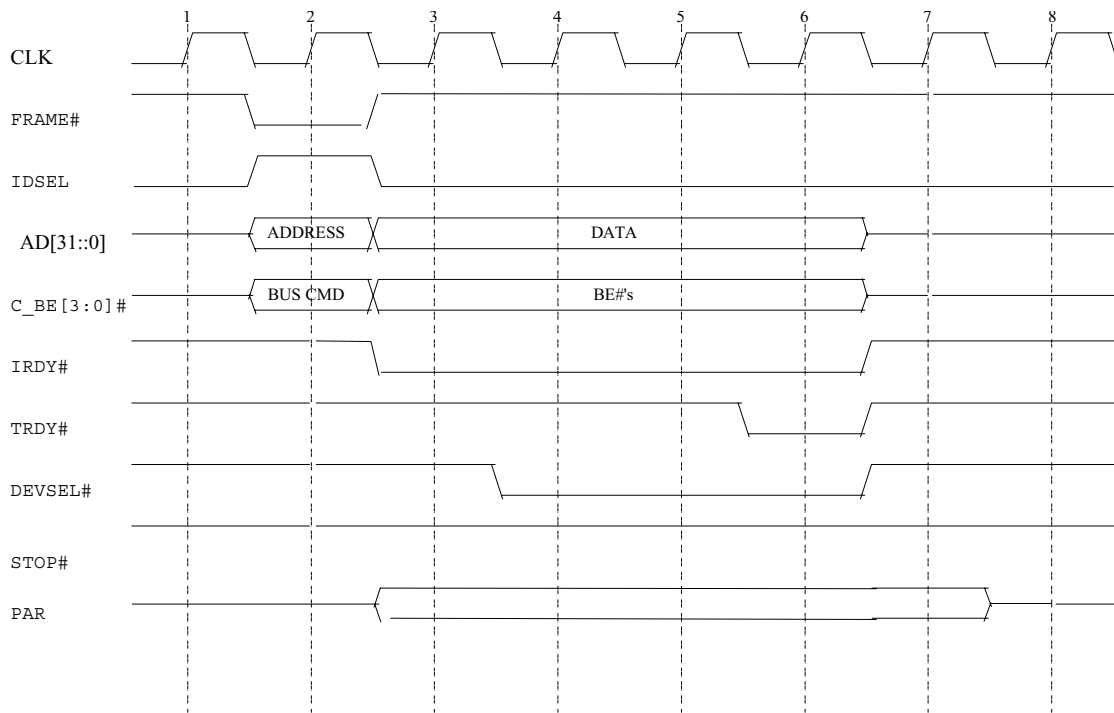 1 2 3 4 5 6 7 8
CLK
FRAME#
IDSEL
AD[31::0] ADDRESS DATA
C_BE[3:0]# BUS CMD BE#'s
IRDY#
TRDY#
DEVSEL#
STOP#
PAR